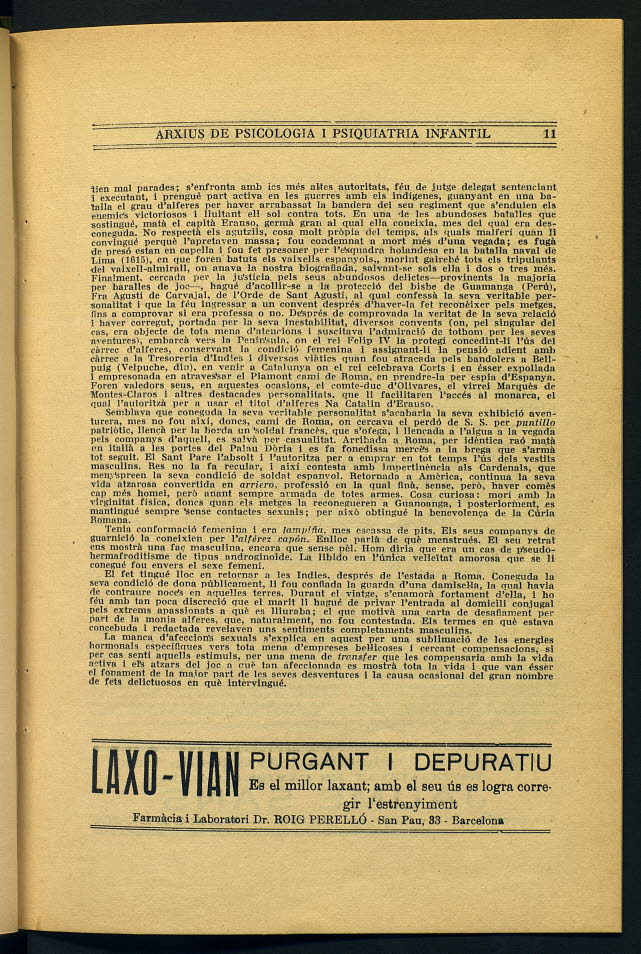 ARXIUS DE PSICOLOGIA I PSIQUIATRIA INFANTIL 11
tien mal parades; s'enfronta amb les més altes autoritats, féu de jutge delegat sentenciant
i executant, i prengué part activa en les guerres amb els indígenes, guanyant en una ba-
talla el grau d'alferes per haver arrabassat la bandera del seu regiment que s'enduien els
enemics victoriosos i lluitant ell sol contra tots. En una de les abundoses batalles que
sostingué, matà el capità Eranso, germà gran al qual ella coneixia, mes del qual era des-
coneguda. No respectà els agutzils, cosa molt pròpia del temps, als quals malferí quan li
convingué perquè l'apretaven massa; fou condemnat a mort més d'una vegada; es fugà
de presó estan en capella i fou fet presoner per l'esquadra holandesa en la batalla naval de
Lima (1615), en que foren batuts els vaixells espanyols,, morint gairebé tots els tripulants
del vaixell-almirall, on anava la nostra biografiada, salvant-se sols ella i dos o tres més.
Finalment, cercada per la justícia pels seus abundosos delictes—provinents la majoria
per baralles de joc—, hagué d'acollir-se a la protecció del bisbe de Guamanga (Perú),
Fra Agustí de Carvajal, de l'Orde de Sant Agustí, al qual confessà la seva veritable per-
sonalitat i que la féu ingressar a un convent després d'haver-la fet reconèixer pels metges,
fins a comprovar si era professa o no. Després de comprovada la veritat de la seva relació
i haver corregut, portada per la seva inestabilitat, diversos convents (on, pel singular del
cas, era objecte de tota mena d'atencions i suscitava l'admiració de tothom per les seves
aventures), embarcà vers la Península, on el rei Felip IV la protegí concedint-li l'ús del
càrrec d'alferes, conservant la condició femenina i assignant-li la pensió adient amb
càrrec a la Tresoreria d'Indies i diversos viàtics quan fou atraceda pels bandolers a Bell-
puig (Velpuche, diu), en venir a Catalunya on el rei celebrava Corts i en ésser expollada
i empresonada en atravessar el Piamont camí de Roma, en prendre-la per espia d'Espanya.
Foren valedors seus, en aquestes ocasions, el comte-duc d'Olivares, el virrei Marquès de
Montes-Claros i altres destacades personalitats, que li facilitaren l'accés al monarca, el
qual l'autoritzà per a usar el títol d'alferes Na Catalin d'Erauso.
Semblava que coneguda la seva veritable personalitat s'acabaria la seva exhibició aven-
turera, mes no fou així, doncs, camí de Roma, on cercava el perdó de S. S. per puntillo
patriòtic, llencà per la borda un soldat francès, que s'ofegà, i llençada a l'aigua a la vegada
pels companys d'aquell, es salvà per casualitat. Arribada a Roma, per idèntica raó matà
en italià a les portes del Palau Dòria i es fa fonedissa mercès a la brega que s'armà
tot seguit. El Sant Pare l'absolt i l'autoritza per a emprar en tot temps l'ús dels vestits
masculins. Res no la fa recular, i així contesta amb impertinència als Cardenals, que
menyspreen la seva condició de soldat espanyol. Retornada a Amèrica, continua la seva
vida atzarosa convertida en arriero, professió en la qual finà, sense, però, haver comès
cap més homei, però anant sempre armada de totes armes. Cosa curiosa: morí amb la
virginitat física, doncs quan els metges la reconegueren a Guanoanga, i posteriorment, es
mantingué sempre sense contactes sexuals; per això obtingué la benevolença de la Cúria
Romana.
Tenia conformació femenina i era lampiña, mes escassa de pits. Els seus companys de
guarnició la coneixien per l'alférez capón. Enlloc parla de què menstrués. El seu retrat
ens mostrà una faç masculina, encara que sense pèl. Hom diria que era un cas de pseudo-
hermafroditisme de tipus androginoide. La libido en l'única velleïtat amorosa que se li
conegué fou envers el sexe femení.
El fet tingué lloc en retornar a les Indies, després de l'estada a Roma. Coneguda la
seva condició de dona públicament, li fou confiada la guarda d'una damisella, la qual havia
de contraure noces en aquelles terres. Durant el viatge, s'enamorà fortament d'ella, i ho
féu amb tan poca discreció que el marit li hagué de privar l'entrada al domicili conjugal
pels extrems apassionats a què es lliuraba; el que motivà una carta de desafiament per
part de la monja alferes, que, naturalment, no fou contestada. Els termes en què estava
concebuda i redactada revelaven uns sentiments completament masculins.
La manca d'afeccions sexuals s'explica en aquest per una sublimació de les energies
hormonals específiques vers tota mena d'empreses bel·licoses i cercant compensacions, si
per cas sentí aquells estímuls, per una mena de transfer que les compensaria amb la vida
activa i els atzars del joc a què tan afeccionada es mostrà tota la vida i que van ésser
el fonament de la major part de les seves desventures i la causa ocasional del gran nombre
de fets delictuosos en què intervingué.
LAXO-VIAN PURGANT I DEPURATIU
Es el millor laxant; amb el seu ús es logra corre-
gir l'estrenyiment
Farmàcia i Laboratori Dr. ROIG PERELLÓ - San Pau, 33 - Barcelona